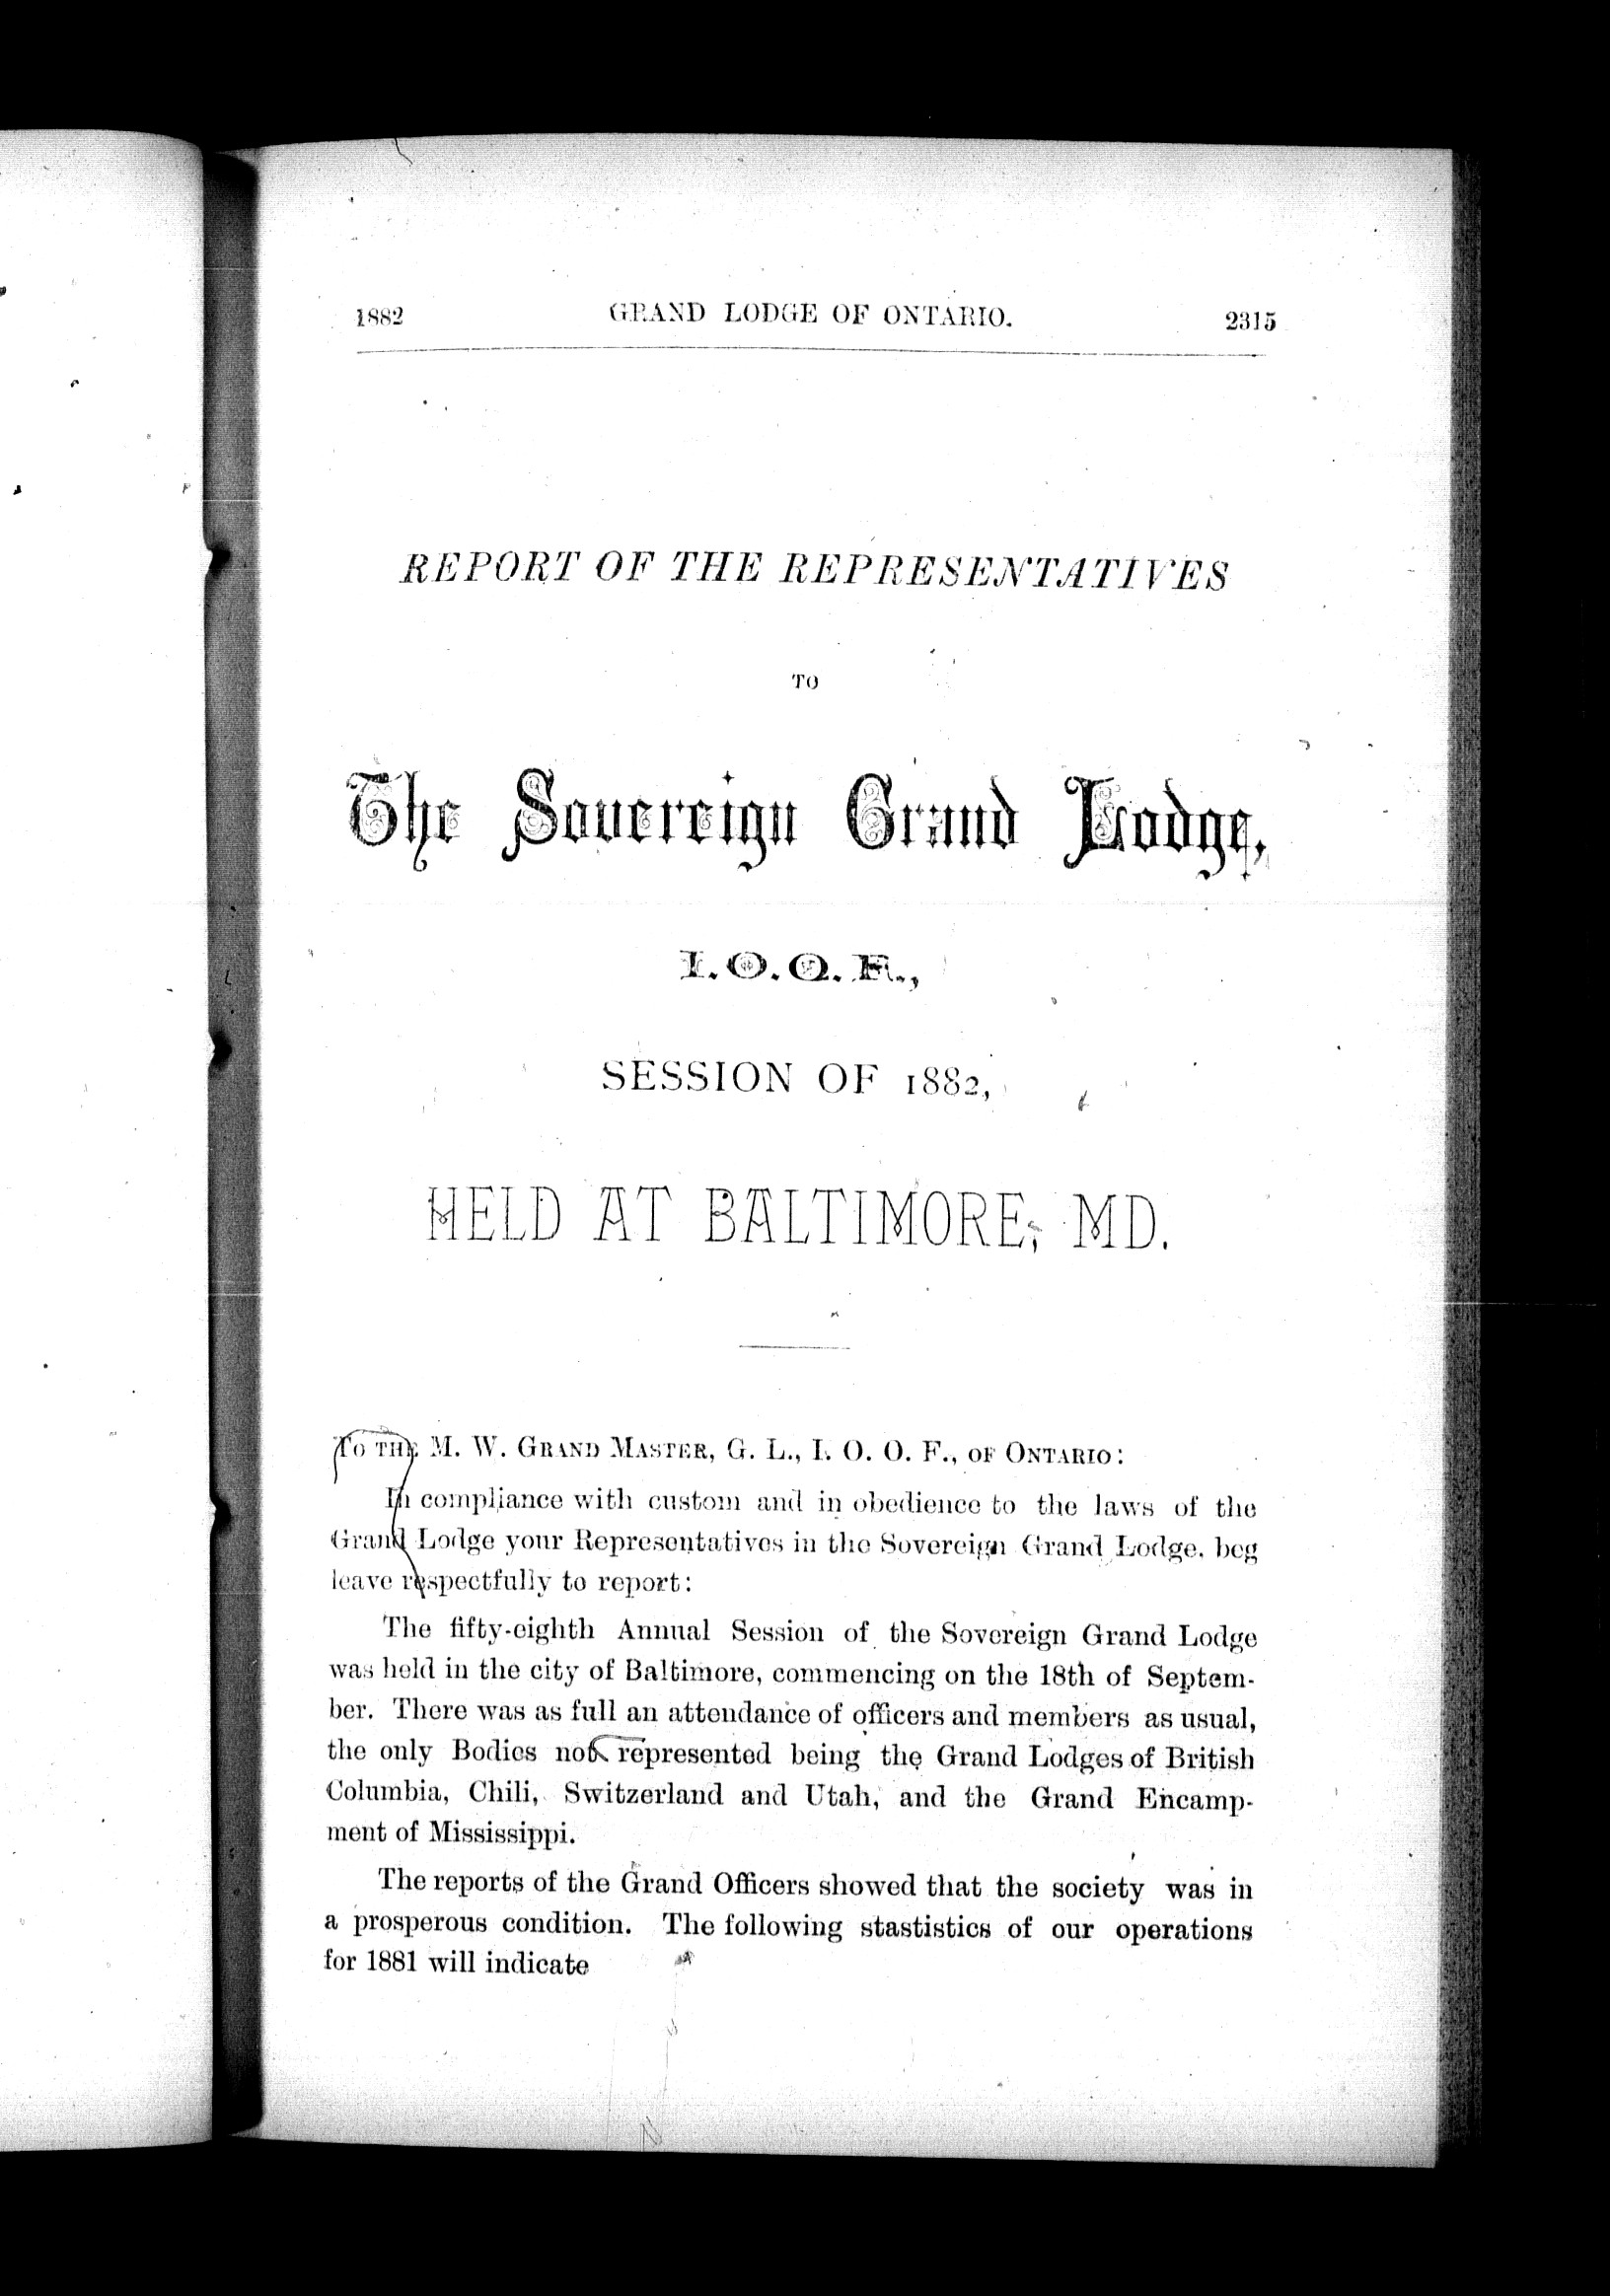 1882 GRAND LODGE OF ONTARIO. 2315
REPORT OF THE REPRESENTATIVES
TO
The Sovereign Grand Lodge,
I.O.O.F.,
SESSION OF 1882,
HELD AT BALTIMORE, MD.
To the M. W. Grand Master, G. L., I. O. O. F., of Ontario:
In compliance with custom and in obedience to the laws of the
Grand Lodge your Representatives in the Sovereign Grand Lodge, beg
leave respectfully to report:
The fifty-eighth Annual Session of the Sovereign Grand Lodge
was held in the city of Baltimore, commencing on the 18th of Septem-
ber. There was as full an attendance of officers and members as usual,
the only Bodies not represented being the Grand Lodges of British
Columbia, Chili, Switzerland and Utah, and the Grand Encamp-
ment of Mississippi.
The reports of the Grand Officers showed that the society was in
a prosperous condition. The following stastistics of our operations
for 1881 will indicate